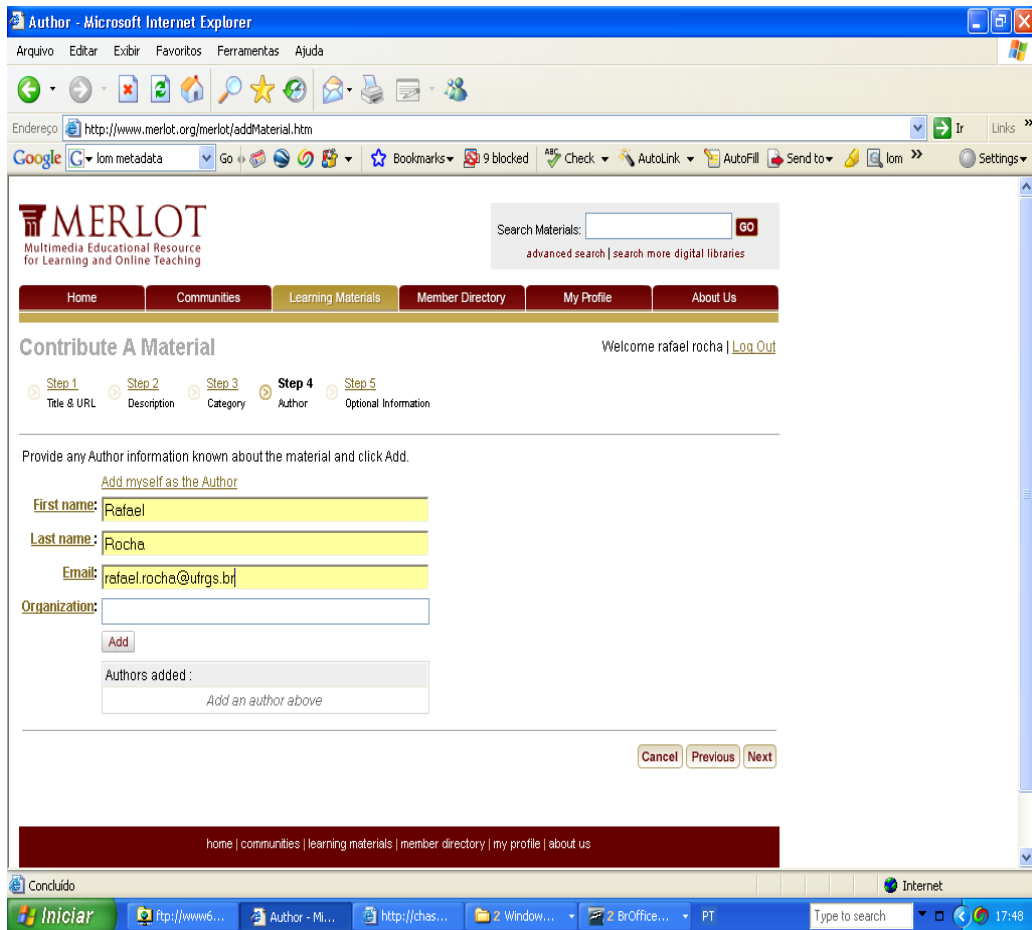 Author - Microsoft Internet Explorer
Arquivo Editar Exibir Favoritos Ferramentas Ajuda
Endereço http://www.merlot.org/merlot/addMaterial.htm Ir Links »
Google G lom metadata Go Bookmarks 9 blocked ABC Check AutoLink AutoFill Send to lom » Settings
MERLOT
Multimedia Educational Resource
for Learning and Online Teaching
Search Materials: GO
advanced search | search more digital libraries
Home Communities Learning Materials Member Directory My Profile About Us
Contribute A Material
Welcome rafael rocha | Log Out
Step 1 Step 2 Step 3 Step 4 Step 5
Title & URL Description Category Author Optional Information
Provide any Author information known about the material and click Add.
Add myself as the Author
First name: Rafael
Last name : Rocha
Email: rafael.rocha@ufrgs.br
Organization:
Add
Authors added :
Add an author above
Cancel Previous Next
home | communities | learning materials | member directory | my profile | about us
Concluído Internet
Iniciar ftp://www6... Author - Mi... http://chas... 2 Window... 2 BrOffice... PT Type to search 17:48